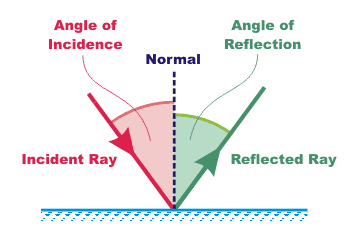 Angle of
Incidence
Angle of
Reflection
Normal
Incident Ray
Reflected Ray